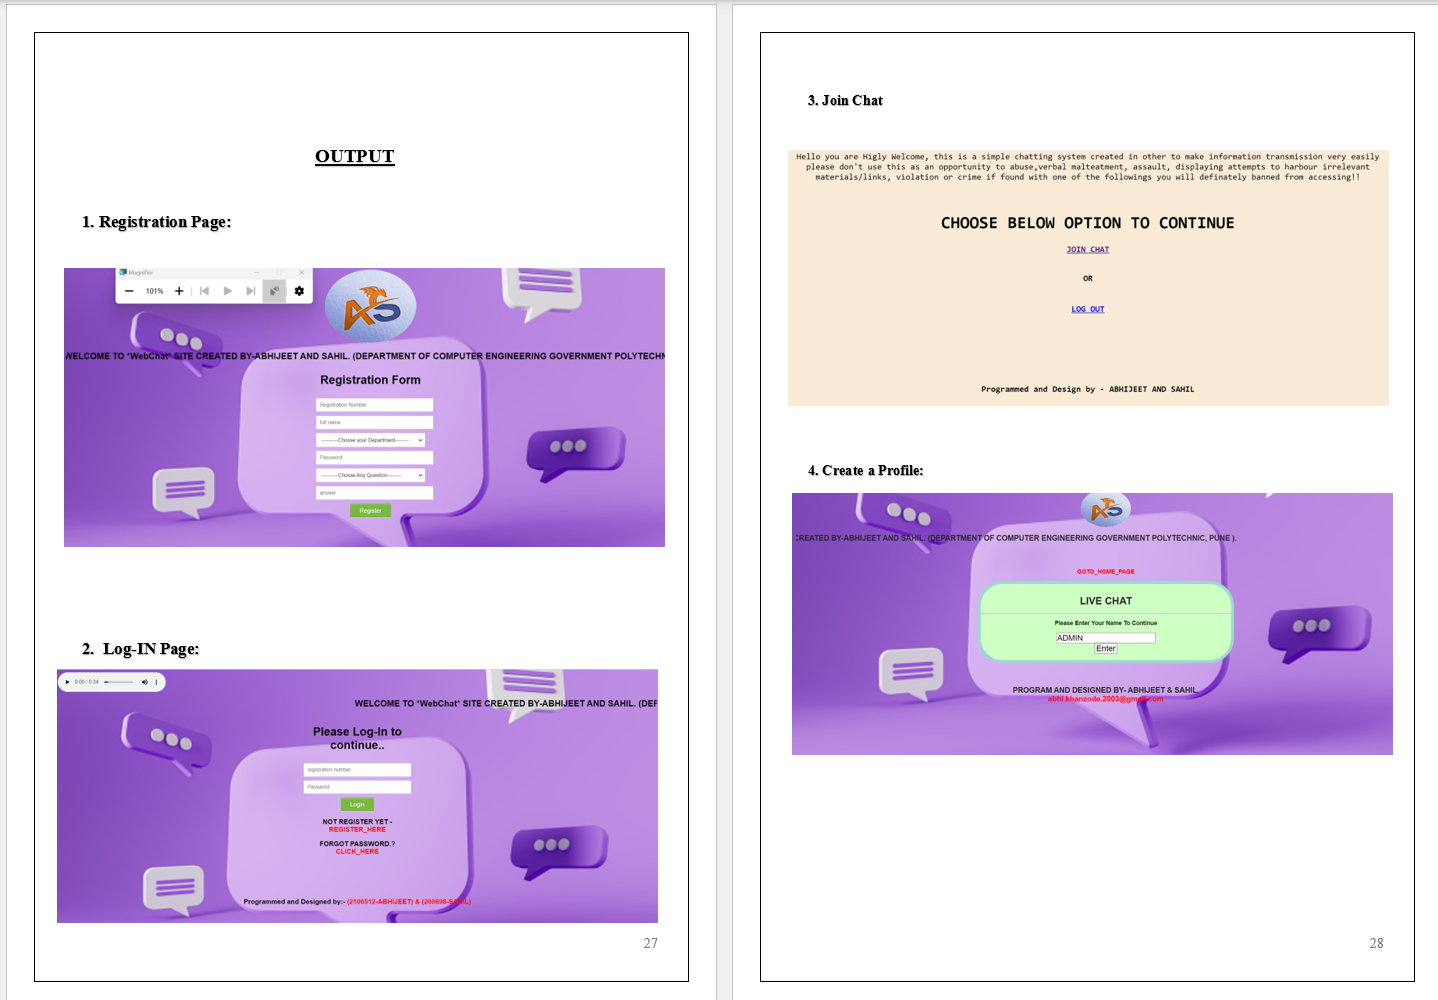 OUTPUT
1. Registration Page:
Magnifier
101%
AS
WELCOME TO *WebChat* SITE CREATED BY-ABHIJEET AND SAHIL. (DEPARTMENT OF COMPUTER ENGINEERING GOVERNMENT POLYTECHN
Registration Form
Registration Number
full name
---------Choose your Department--------
Password
---------Choose Any Question--------
answer
Register
2. Log-IN Page:
0:00 / 0:34
WELCOME TO *WebChat* SITE CREATED BY-ABHIJEET AND SAHIL. (DEF
Please Log-In to
continue..
registration number
Password
Login
NOT REGISTER YET -
REGISTER_HERE
FORGOT PASSWORD.?
CLICK_HERE
Programmed and Designed by:- (2106512-ABHIJEET) & (200698-SAHIL)
27
3. Join Chat
Hello you are Higly Welcome, this is a simple chatting system created in other to make information transmission very easily
please don't use this as an opportunity to abuse,verbal malteatment, assault, displaying attempts to harbour irrelevant
materials/links, violation or crime if found with one of the followings you will definately banned from accessing!!
CHOOSE BELOW OPTION TO CONTINUE
JOIN CHAT
OR
LOG OUT
Programmed and Design by - ABHIJEET AND SAHIL
4. Create a Profile:
AS
CREATED BY-ABHIJEET AND SAHIL. (DEPARTMENT OF COMPUTER ENGINEERING GOVERNMENT POLYTECHNIC, PUNE ).
GOTO_HOME_PAGE
LIVE CHAT
Please Enter Your Name To Continue
ADMIN
Enter
PROGRAM AND DESIGNED BY- ABHIJEET & SAHIL.
abhi.khanzode.2003@gmail.com
28